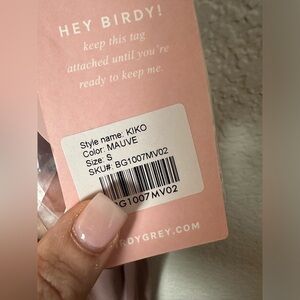 HEY BIRDY!
keep this tag
attached until you're
ready to keep me.
Style name: KIKO
Color: MAUVE
Size: S
SKU#: BG1007MV02
BG1007MV02
RDYGREY.COM